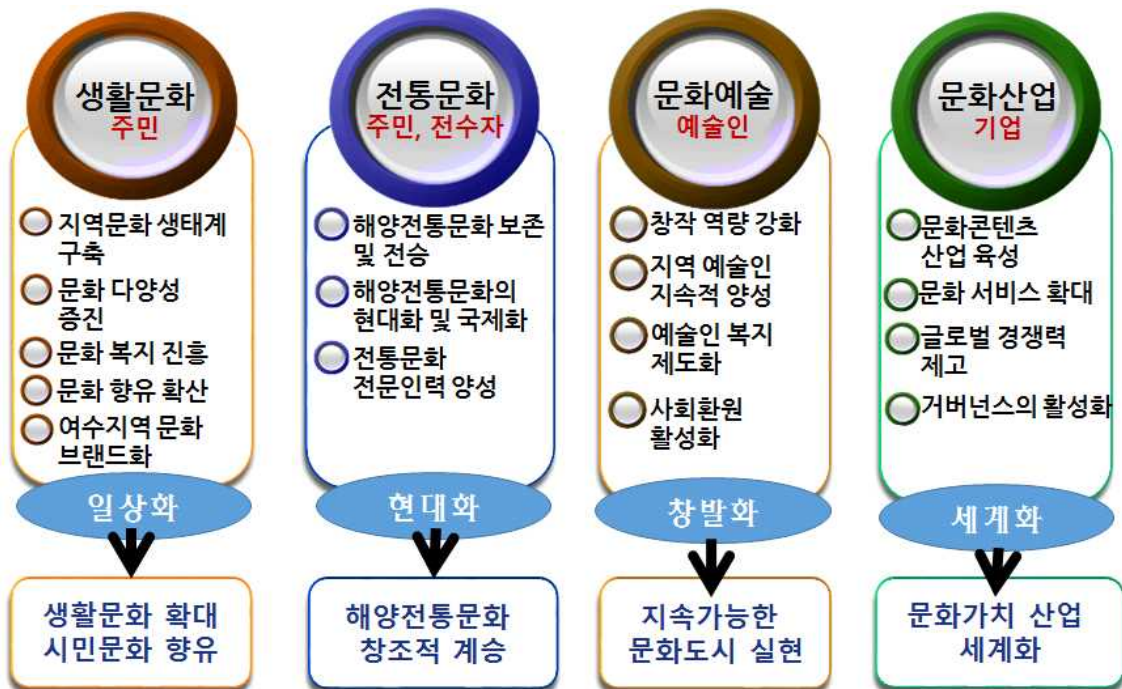 생활문화
주민
지역문화 생태계
구축
문화 다양성
증진
문화 복지 진흥
문화 향유 확산
여수지역 문화
브랜드화
일상화
생활문화 확대
시민문화 향유
전통문화
주민, 전수자
해양전통문화 보존
및 전승
해양전통문화의
현대화 및 국제화
전통문화
전문인력 양성
현대화
해양전통문화
창조적 계승
문화예술
예술인
창작 역량 강화
지역 예술인
지속적 양성
예술인 복지
제도화
사회환원
활성화
창발화
지속가능한
문화도시 실현
문화산업
기업
문화콘텐츠
산업 육성
문화 서비스 확대
글로벌 경쟁력
제고
거버넌스의 활성화
세계화
문화가치 산업
세계화